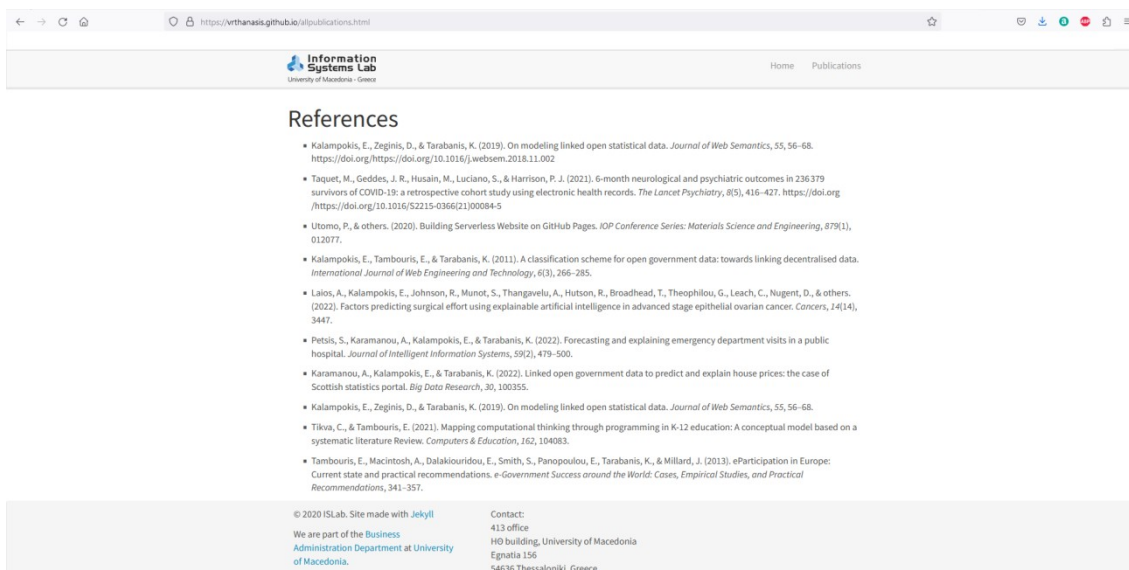 https://vrthanasis.github.io/allpublications.html
Information
Systems Lab
University of Macedonia - Greece
Home Publications
References
Kalampokis, E., Zeginis, D., & Tarabanis, K. (2019). On modeling linked open statistical data. Journal of Web Semantics, 55, 56–68.
https://doi.org/https://doi.org/10.1016/j.websem.2018.11.002
Taquet, M., Geddes, J. R., Husain, M., Luciano, S., & Harrison, P. J. (2021). 6-month neurological and psychiatric outcomes in 236 379
survivors of COVID-19: a retrospective cohort study using electronic health records. The Lancet Psychiatry, 8(5), 416–427. https://doi.org
/https://doi.org/10.1016/S2215-0366(21)00084-5
Utomo, P., & others. (2020). Building Serverless Website on GitHub Pages. IOP Conference Series: Materials Science and Engineering, 879(1),
012077.
Kalampokis, E., Tambouris, E., & Tarabanis, K. (2011). A classification scheme for open government data: towards linking decentralised data.
International Journal of Web Engineering and Technology, 6(3), 266–285.
Laios, A., Kalampokis, E., Johnson, R., Munot, S., Thangavelu, A., Hutson, R., Broadhead, T., Theophilou, G., Leach, C., Nugent, D., & others.
(2022). Factors predicting surgical effort using explainable artificial intelligence in advanced stage epithelial ovarian cancer. Cancers, 14(14),
3447.
Petsis, S., Karamanou, A., Kalampokis, E., & Tarabanis, K. (2022). Forecasting and explaining emergency department visits in a public
hospital. Journal of Intelligent Information Systems, 59(2), 479–500.
Karamanou, A., Kalampokis, E., & Tarabanis, K. (2022). Linked open government data to predict and explain house prices: the case of
Scottish statistics portal. Big Data Research, 30, 100355.
Kalampokis, E., Zeginis, D., & Tarabanis, K. (2019). On modeling linked open statistical data. Journal of Web Semantics, 55, 56–68.
Tikva, C., & Tambouris, E. (2021). Mapping computational thinking through programming in K-12 education: A conceptual model based on a
systematic literature Review. Computers & Education, 162, 104083.
Tambouris, E., Macintosh, A., Dalakiouridou, E., Smith, S., Panopoulou, E., Tarabanis, K., & Millard, J. (2013). eParticipation in Europe:
Current state and practical recommendations. e-Government Success around the World: Cases, Empirical Studies, and Practical
Recommendations, 341–357.
© 2020 ISLab. Site made with Jekyll
We are part of the Business
Administration Department at University
of Macedonia.
Contact:
413 office
ΗΘ building, University of Macedonia
Egnatia 156
54636 Thessaloniki, Greece